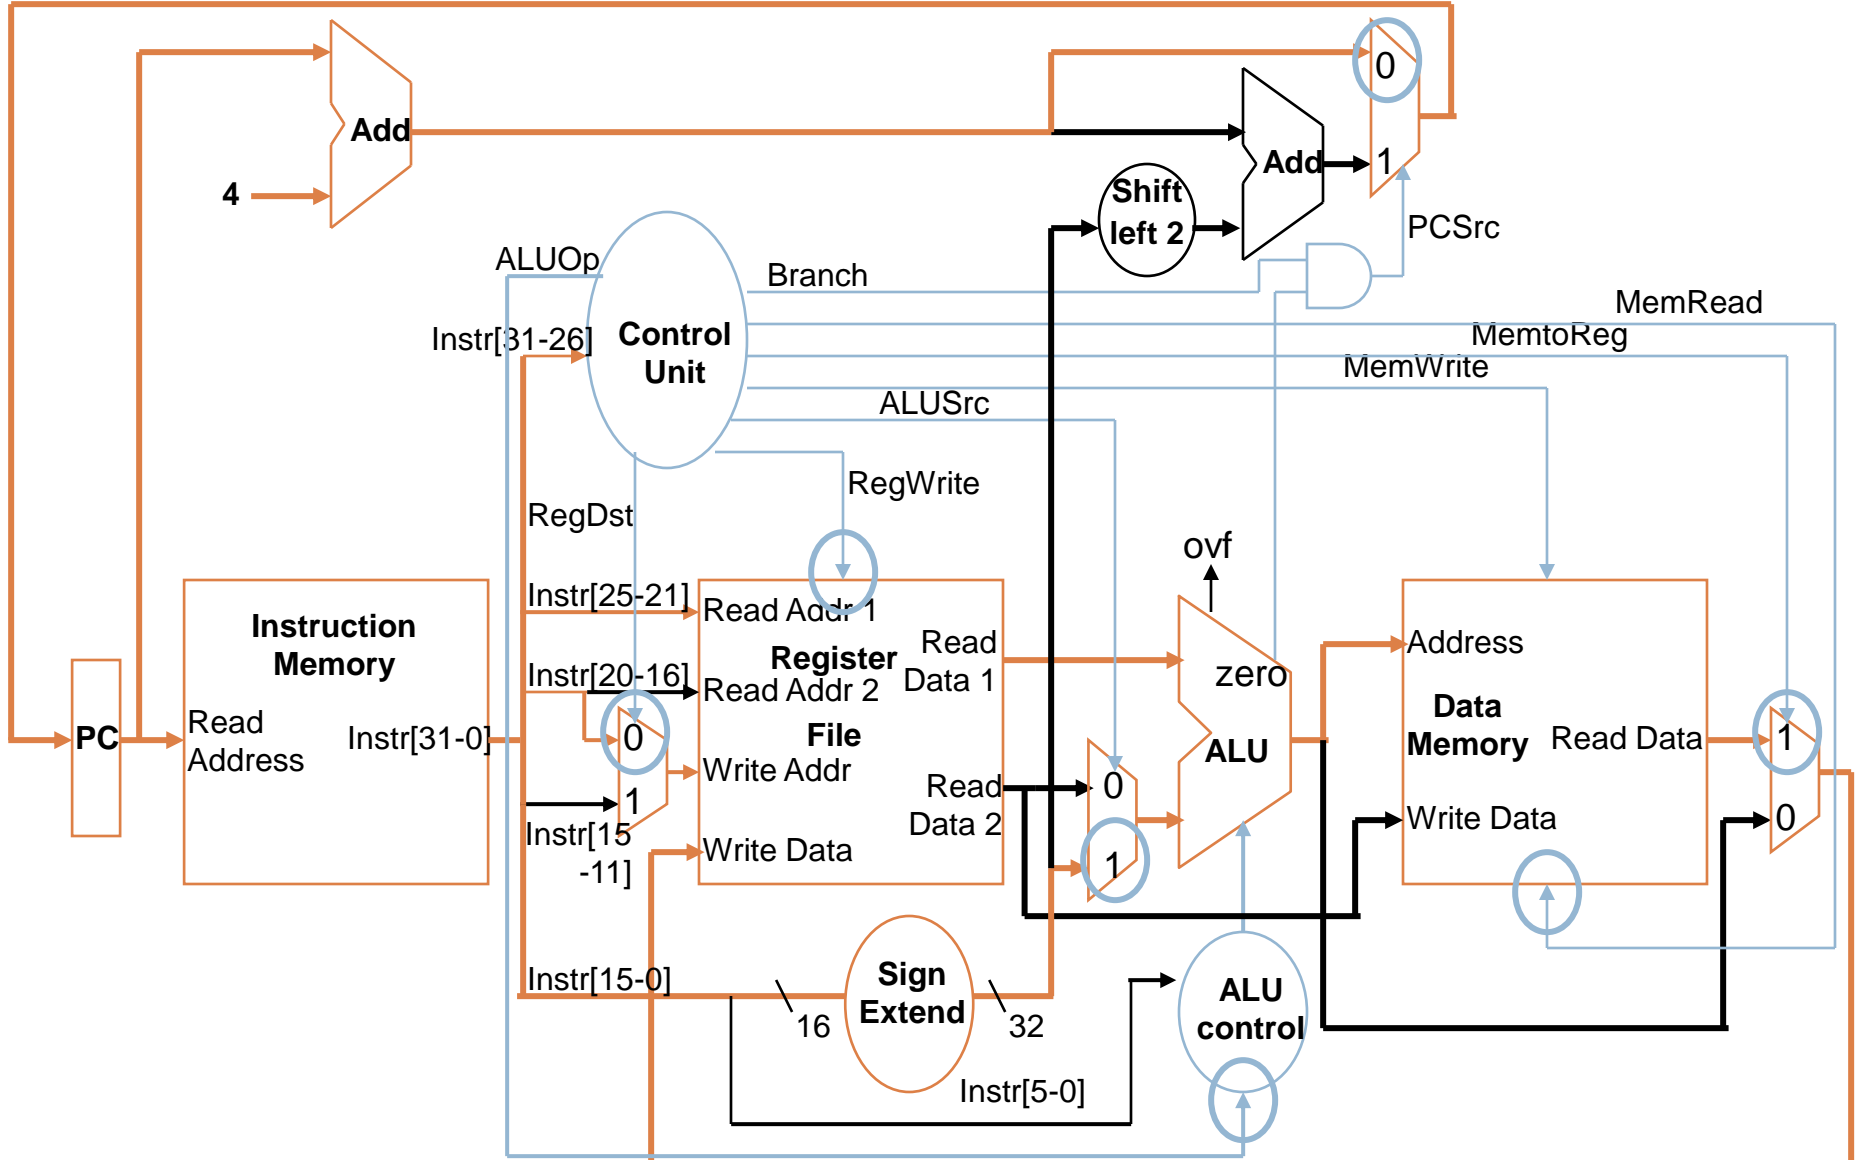 0
Add
Add
1
4
Shift
left 2
PCSrc
ALUOp
Branch
MemRead
Instr[31-26]
Control
Unit
MemtoReg
MemWrite
ALUSrc
RegWrite
RegDst
ovf
Instruction
Memory
Instr[25-21]
Read Addr 1
Read
Data 1
Register
File
Instr[20-16]
Read Addr 2
zero
Address
Data
Memory
PC
Read
Address
Instr[31-0]
0
Write Addr
ALU
Read Data
1
1
Instr[15
-11]
Read
Data 2
0
Write Data
0
Write Data
1
Instr[15-0]
16
Sign
Extend
32
ALU
control
Instr[5-0]